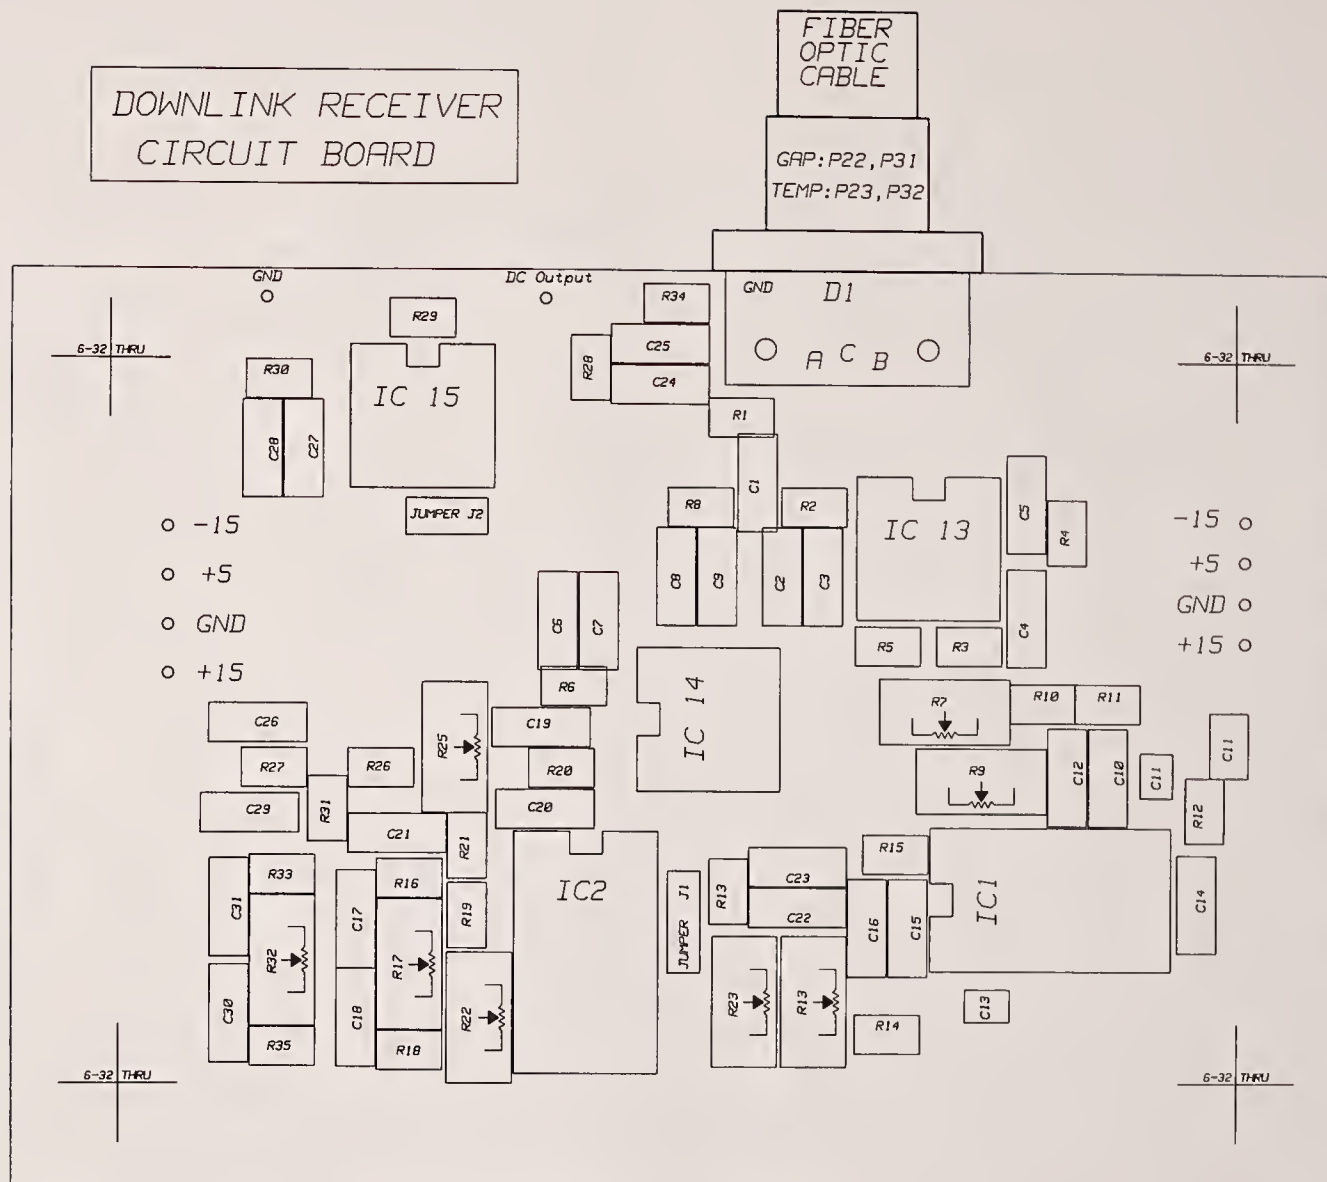 FIBER
OPTIC
CABLE
DOWNLINK RECEIVER
CIRCUIT BOARD
GAP:P22,P31
TEMP:P23,P32
GND
DC Output
R34
GND
D1
R29
C25
R28
A C B
6-32 THRU
6-32 THRU
R30
C24
IC 15
R1
C28
C27
C1
JUMPER J2
R8
R2
C5
R4
IC 13
-15
-15
+5
+5
C8
C9
C2
C3
C6
C7
GND
GND
C4
R5
R3
+15
+15
R6
IC 14
R7
R10
R11
C26
C19
R25
C11
R27
R26
R20
R9
C12
C10
C11
C29
R31
C20
R12
C21
R21
R15
R33
R16
IC2
JUMPER J1
R13
C23
C22
C16
C15
IC1
C14
C31
C17
R19
R32
R17
R23
R13
C30
C18
R22
C13
R14
R35
R18
6-32 THRU
6-32 THRU